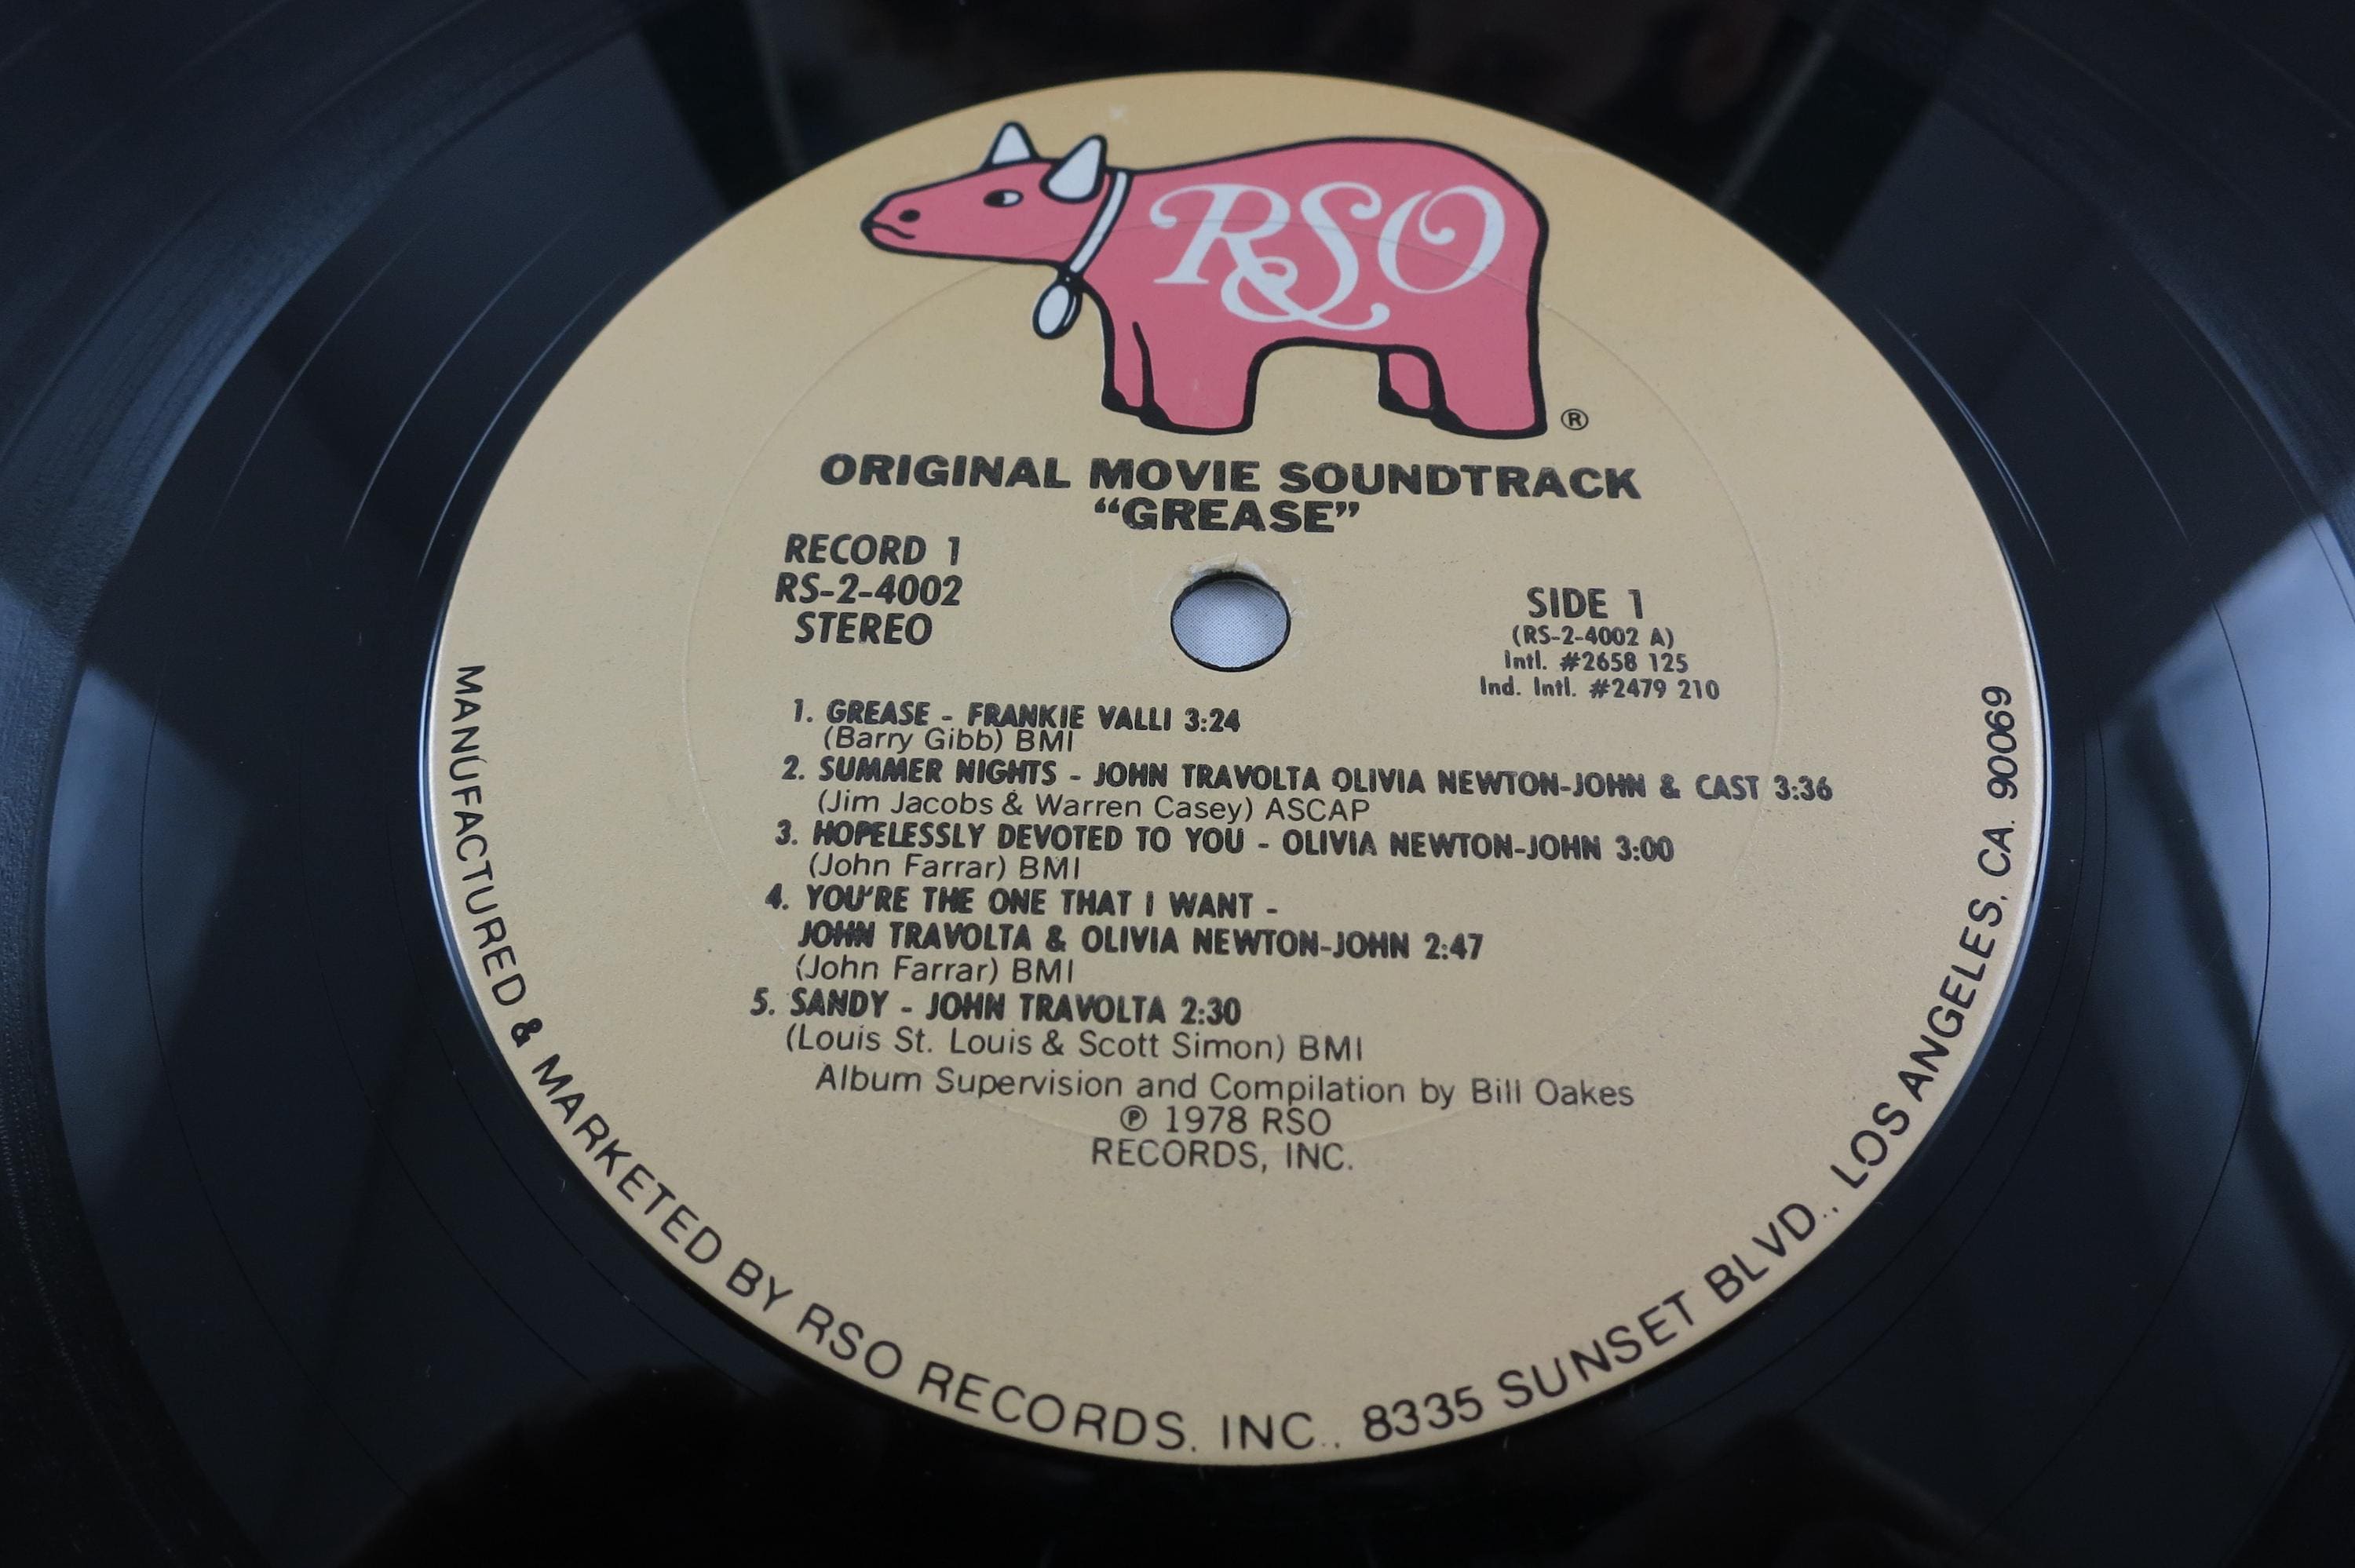 RSO
®
ORIGINAL MOVIE SOUNDTRACK
“GREASE”
RECORD 1
RS-2-4002
STEREO
SIDE 1
(RS-2-4002 A)
Intl. #2658 125
Ind. Intl. #2479 210
1. GREASE - FRANKIE VALLI 3:24
(Barry Gibb) BMI
2. SUMMER NIGHTS - JOHN TRAVOLTA OLIVIA NEWTON-JOHN & CAST 3:36
(Jim Jacobs & Warren Casey) ASCAP
3. HOPELESSLY DEVOTED TO YOU - OLIVIA NEWTON-JOHN 3:00
(John Farrar) BMI
4. YOU'RE THE ONE THAT I WANT -
JOHN TRAVOLTA & OLIVIA NEWTON-JOHN 2:47
(John Farrar) BMI
5. SANDY - JOHN TRAVOLTA 2:30
(Louis St. Louis & Scott Simon) BMI
Album Supervision and Compilation by Bill Oakes
℗ 1978 RSO
RECORDS, INC.
MANUFACTURED & MARKETED BY RSO RECORDS, INC., 8335 SUNSET BLVD., LOS ANGELES, CA. 90069